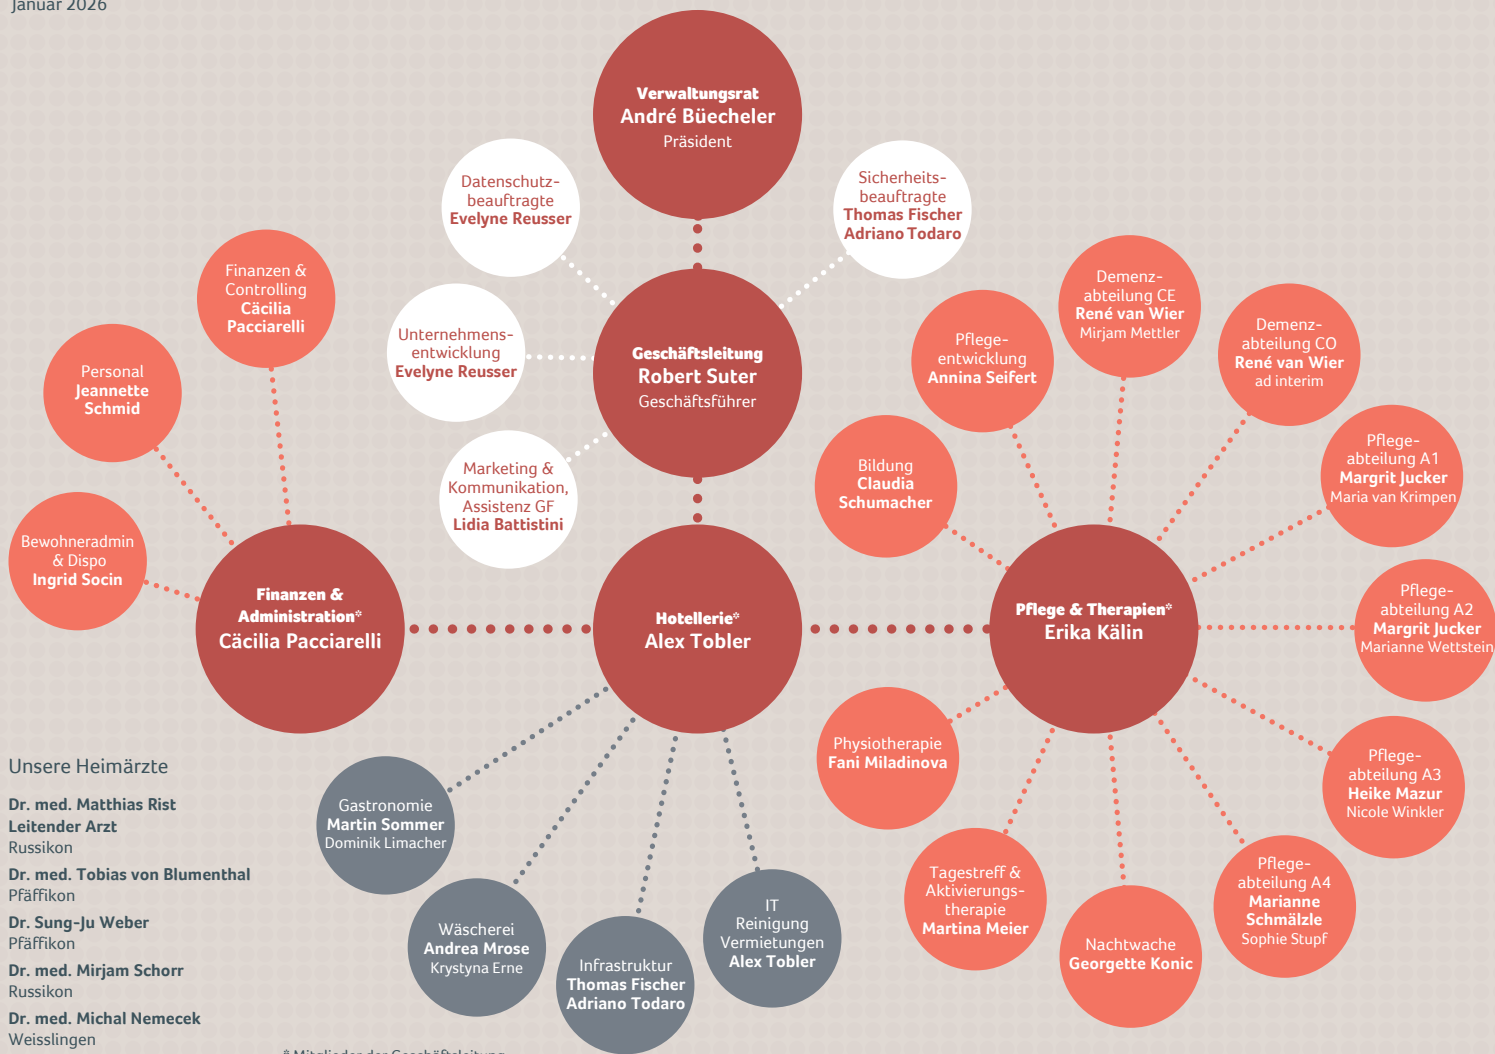 Januar 2026
Verwaltungsrat
André Büecheler
Präsident
Datenschutz-
beauftragte
Evelyne Reusser
Sicherheits-
beauftragte
Thomas Fischer
Adriano Todaro
Unternehmens-
entwicklung
Evelyne Reusser
Geschäftsleitung
Robert Suter
Geschäftsführer
Marketing &
Kommunikation,
Assistenz GF
Lidia Battistini
Finanzen &
Controlling
Cäcilia
Pacciarelli
Personal
Jeannette
Schmid
Bewohneradmin
& Dispo
Ingrid Socin
Finanzen &
Administration*
Cäcilia Pacciarelli
Hotellerie*
Alex Tobler
Pflege & Therapien*
Erika Kälin
Bildung
Claudia
Schumacher
Pflege-
entwicklung
Annina Seifert
Demenz-
abteilung CE
René van Wier
Mirjam Mettler
Demenz-
abteilung CO
René van Wier
ad interim
Pflege-
abteilung A1
Margrit Jucker
Maria van Krimpen
Pflege-
abteilung A2
Margrit Jucker
Marianne Wettstein
Pflege-
abteilung A3
Heike Mazur
Nicole Winkler
Pflege-
abteilung A4
Marianne
Schmälzle
Sophie Stupf
Nachtwache
Georgette Konic
Tagestreff &
Aktivierungs-
therapie
Martina Meier
Physiotherapie
Fani Miladinova
Gastronomie
Martin Sommer
Dominik Limacher
Wäscherei
Andrea Mrose
Krystyna Erne
Infrastruktur
Thomas Fischer
Adriano Todaro
IT
Reinigung
Vermietungen
Alex Tobler
Unsere Heimärzte
Dr. med. Matthias Rist
Leitender Arzt
Russikon
Dr. med. Tobias von Blumenthal
Pfäffikon
Dr. Sung-Ju Weber
Pfäffikon
Dr. med. Mirjam Schorr
Russikon
Dr. med. Michal Nemecek
Weisslingen
* Mitglieder der Geschäftsleitung